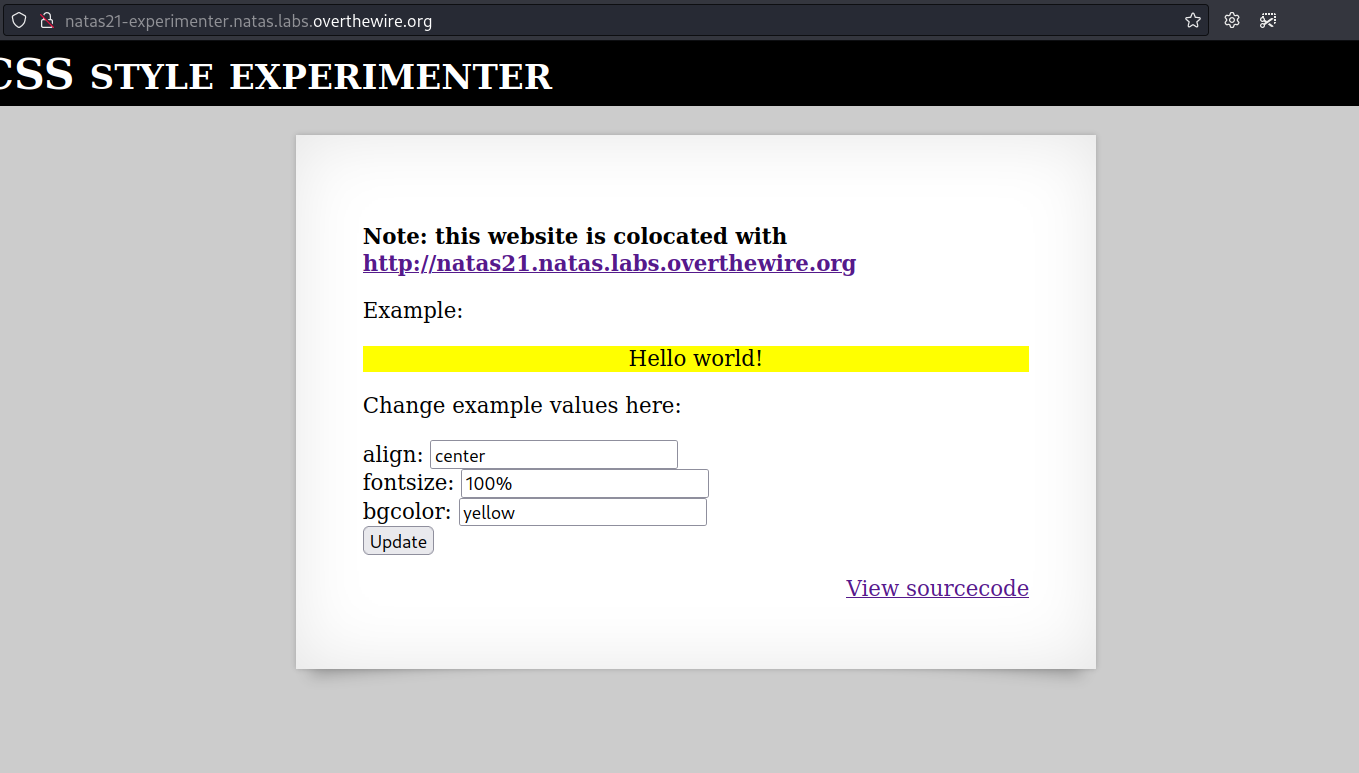 natas21-experimenter.natas.labs.overthewire.org
CSS STYLE EXPERIMENTER
Note: this website is colocated with
http://natas21.natas.labs.overthewire.org
Example:
Hello world!
Change example values here:
align: center
fontsize: 100%
bgcolor: yellow
Update
View sourcecode